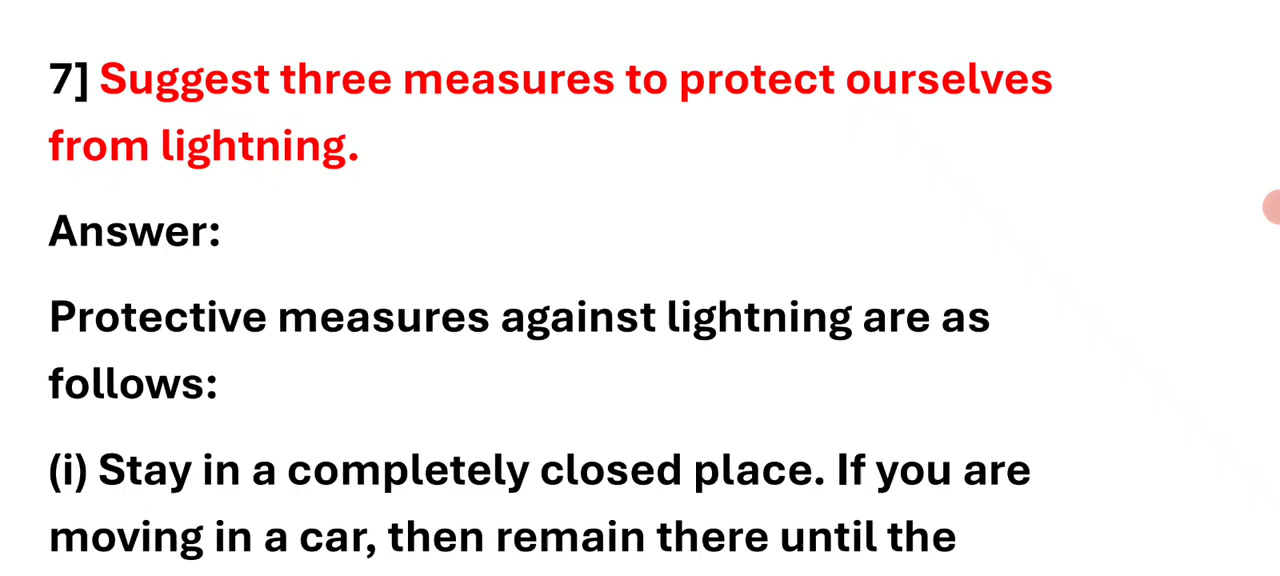 7] Suggest three measures to protect ourselves
from lightning.
Answer:
Protective measures against lightning are as
follows:
(i) Stay in a completely closed place. If you are
moving in a car, then remain there until the